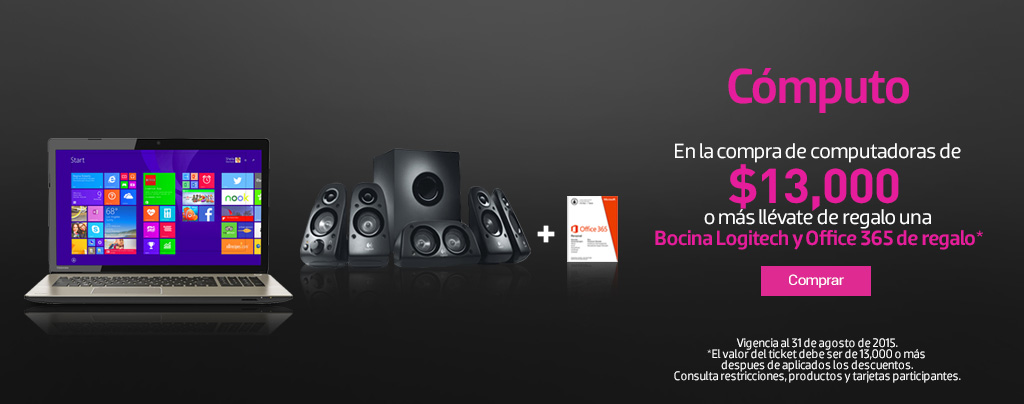 Cómputo
En la compra de computadoras de
$13,000
o más llévate de regalo una
Bocina Logitech y Office 365 de regalo*
Comprar
Vigencia al 31 de agosto de 2015.
*El valor del ticket debe ser de 13,000 o más
despues de aplicados los descuentos.
Consulta restricciones, productos y tarjetas participantes.
Start
nook
68°
+
Office 365